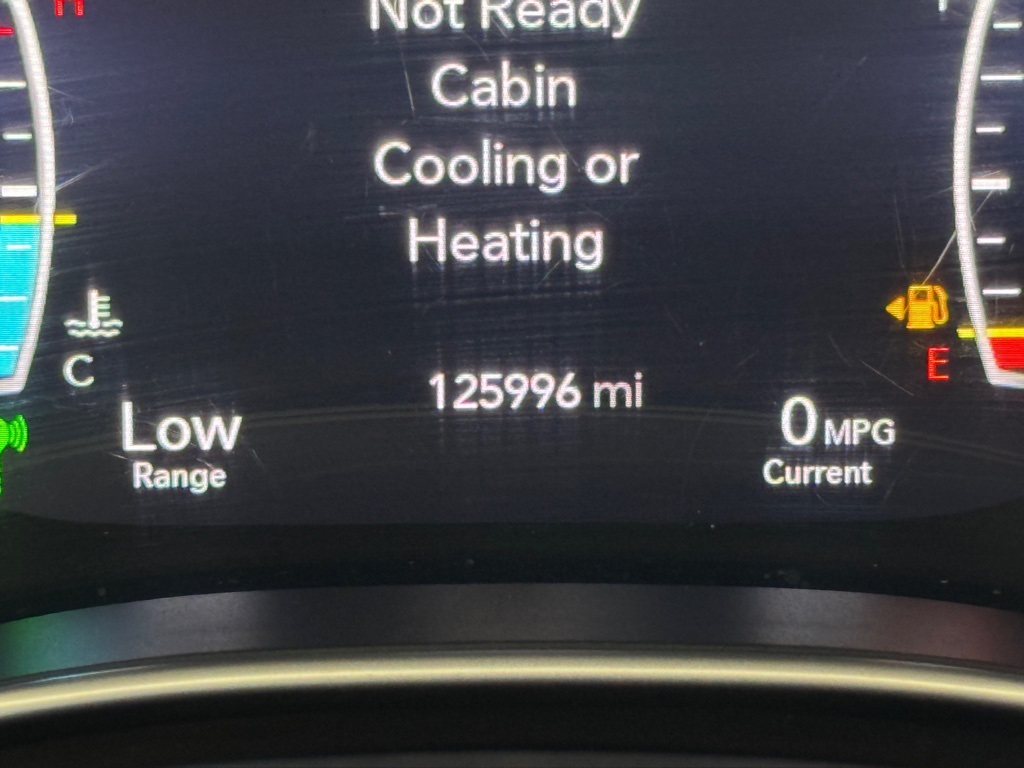 H
Not Ready
Cabin
Cooling or
Heating
C
E
125996 mi
Low
Range
0 MPG
Current